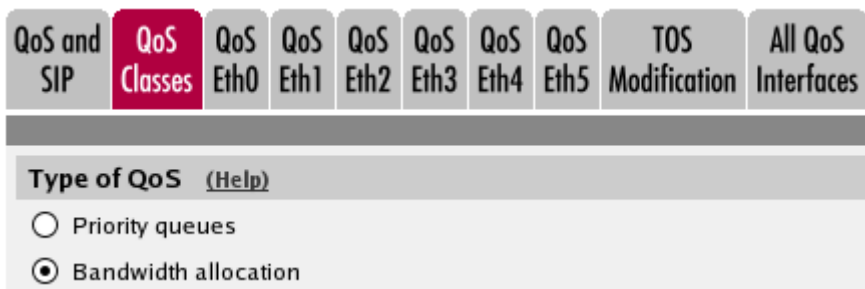 QoS and SIP
QoS Classes
QoS Eth0
QoS Eth1
QoS Eth2
QoS Eth3
QoS Eth4
QoS Eth5
TOS Modification
All QoS Interfaces
Type of QoS (Help)
Priority queues
Bandwidth allocation